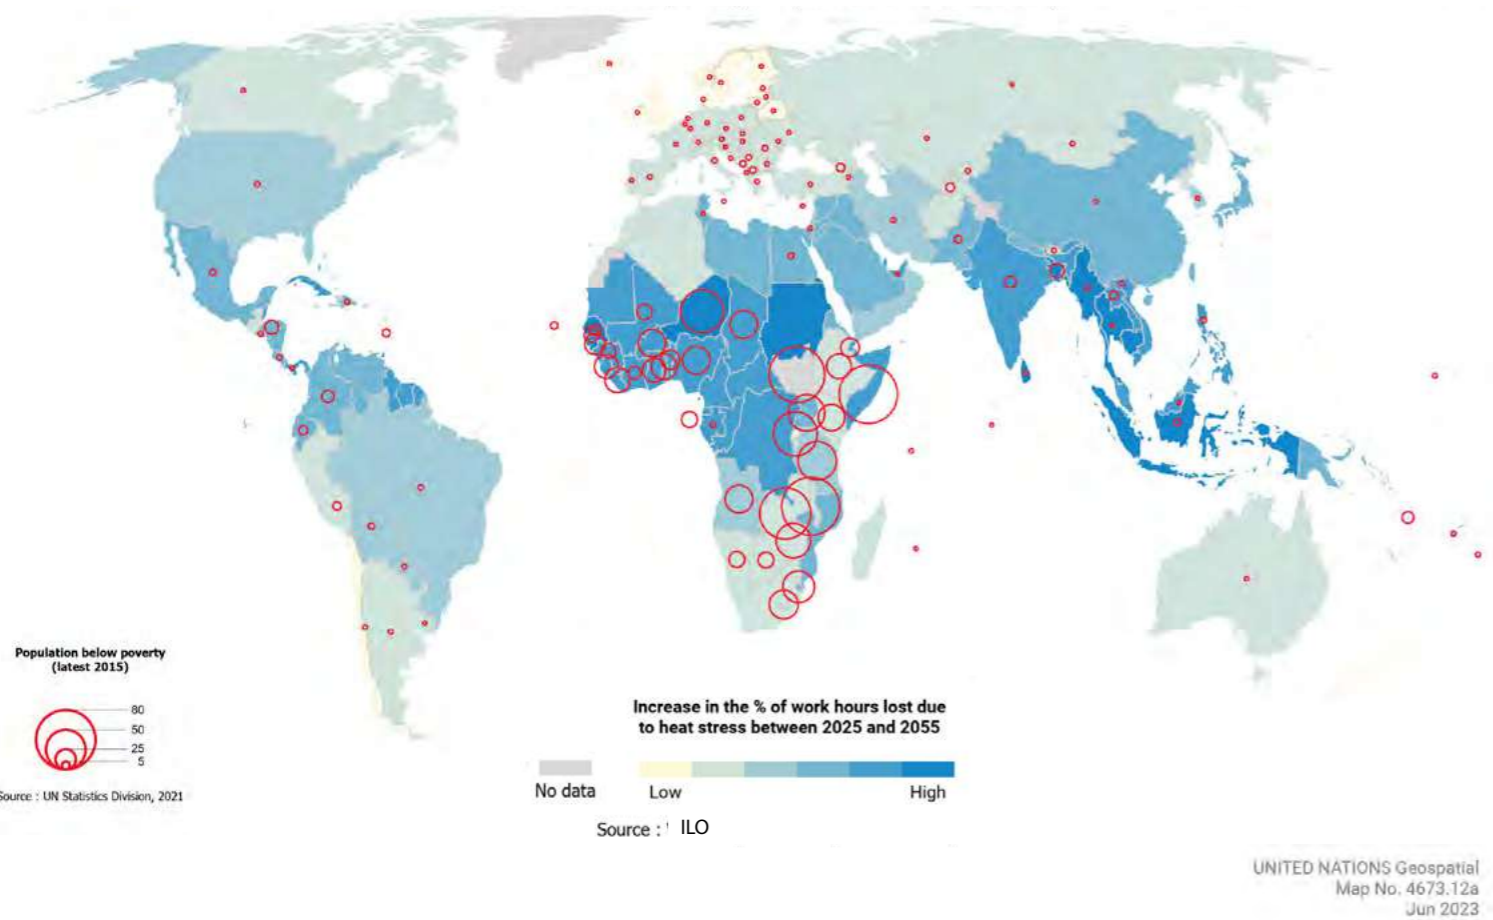 Population below poverty
(latest 2015)
80
50
25
5
Source : UN Statistics Division, 2021
Increase in the % of work hours lost due
to heat stress between 2025 and 2055
No data
Low
High
Source : ILO
UNITED NATIONS Geospatial
Map No. 4673.12a
Jun 2023